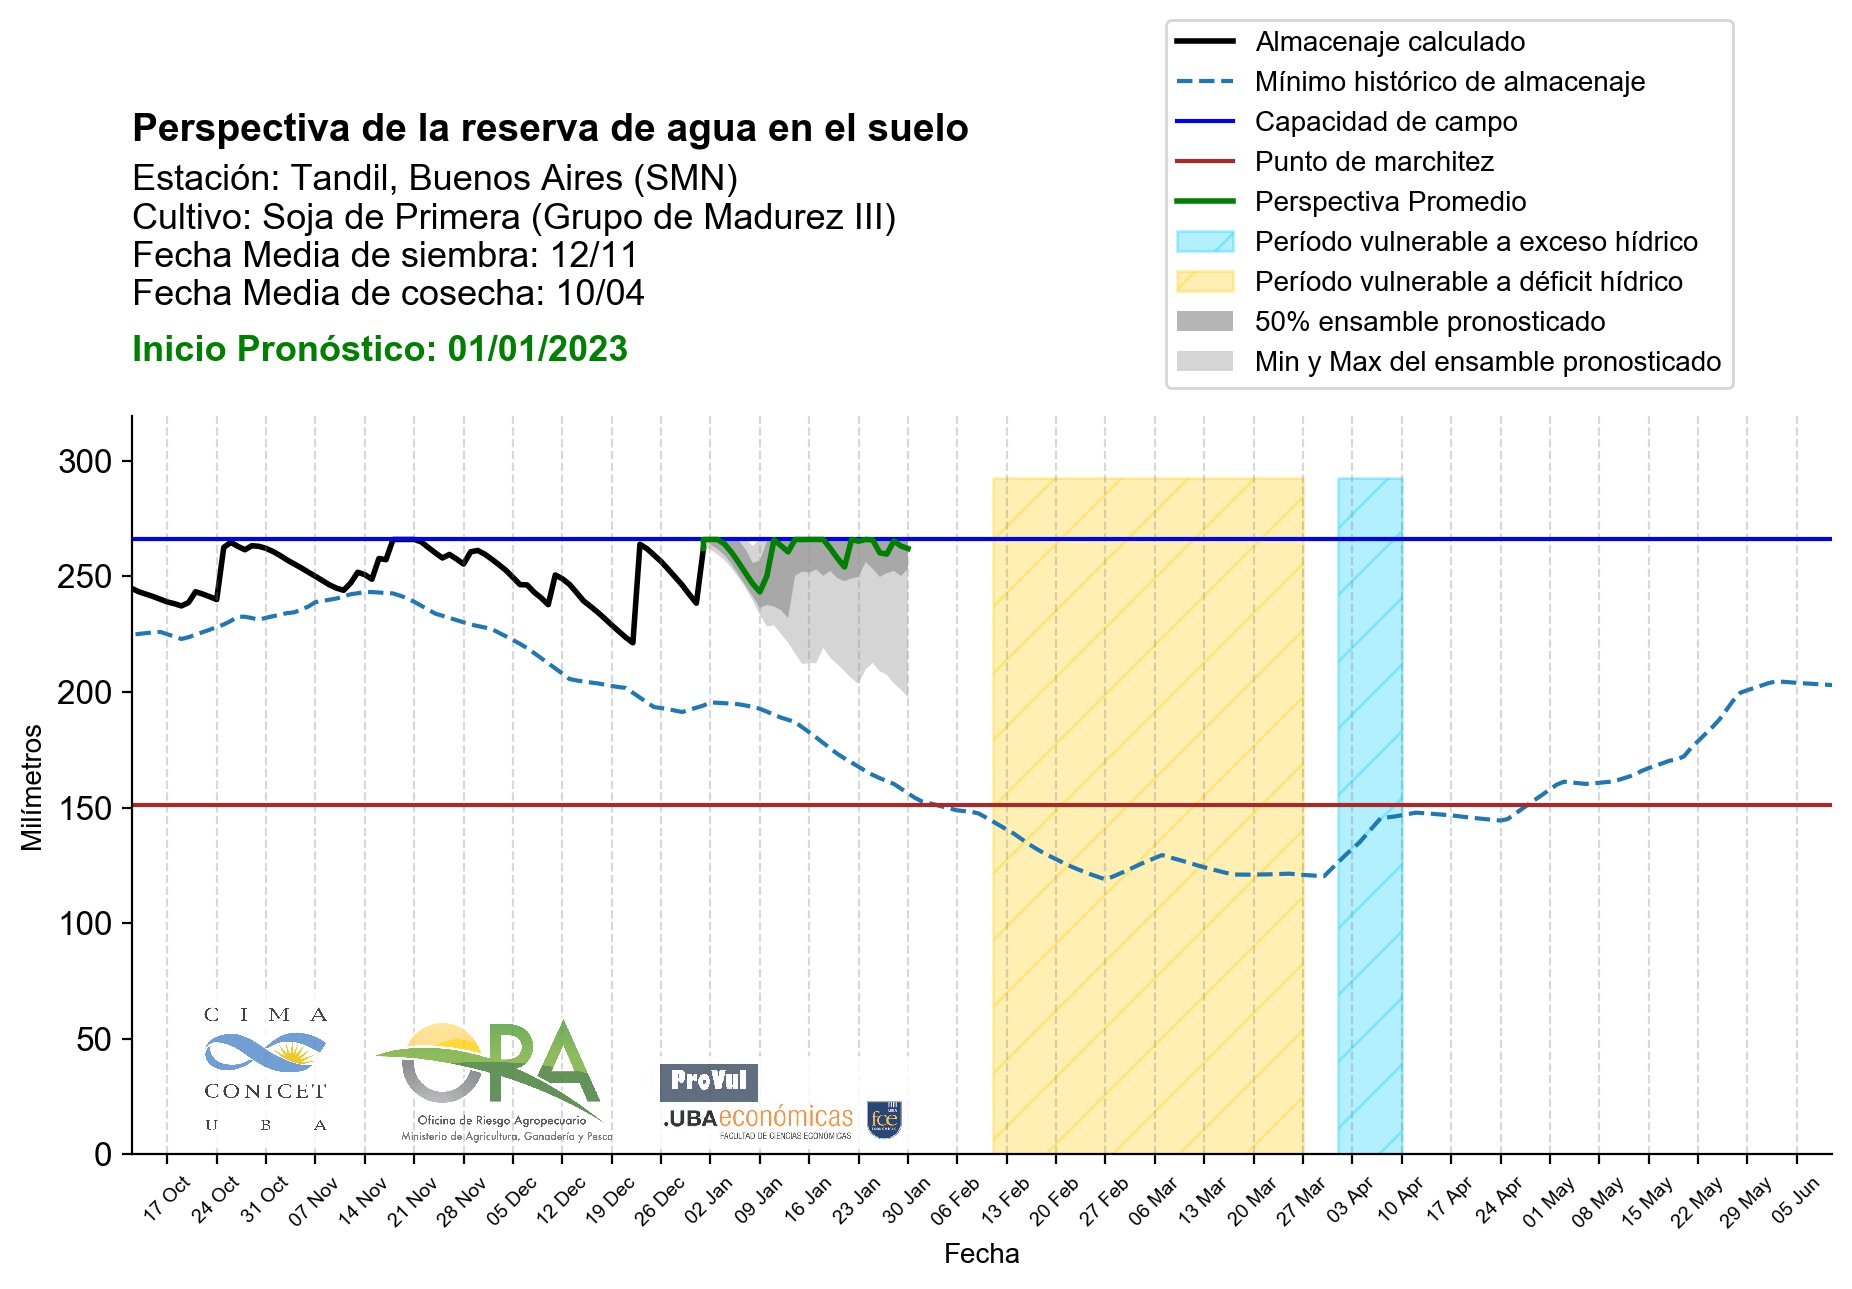 Almacenaje calculado
Mínimo histórico de almacenaje
Capacidad de campo
Punto de marchitez
Perspectiva Promedio
Período vulnerable a exceso hídrico
Período vulnerable a déficit hídrico
50% ensamble pronosticado
Min y Max del ensamble pronosticado
Perspectiva de la reserva de agua en el suelo
Estación: Tandil, Buenos Aires (SMN)
Cultivo: Soja de Primera (Grupo de Madurez III)
Fecha Media de siembra: 12/11
Fecha Media de cosecha: 10/04
Inicio Pronóstico: 01/01/2023
300
250
200
150
100
50
0
Milímetros
CIMA
CONICET
UBA
ORA
Oficina de Riesgo Agropecuario
Ministerio de Agricultura, Ganadería y Pesca
ProVul
.UBAeconómicas
FACULTAD DE CIENCIAS ECONÓMICAS
UBA
fce
ECONÓMICAS
17 Oct
24 Oct
31 Oct
07 Nov
14 Nov
21 Nov
28 Nov
05 Dec
12 Dec
19 Dec
26 Dec
02 Jan
09 Jan
16 Jan
23 Jan
30 Jan
06 Feb
13 Feb
20 Feb
27 Feb
06 Mar
13 Mar
20 Mar
27 Mar
03 Apr
10 Apr
17 Apr
24 Apr
01 May
08 May
15 May
22 May
29 May
05 Jun
Fecha